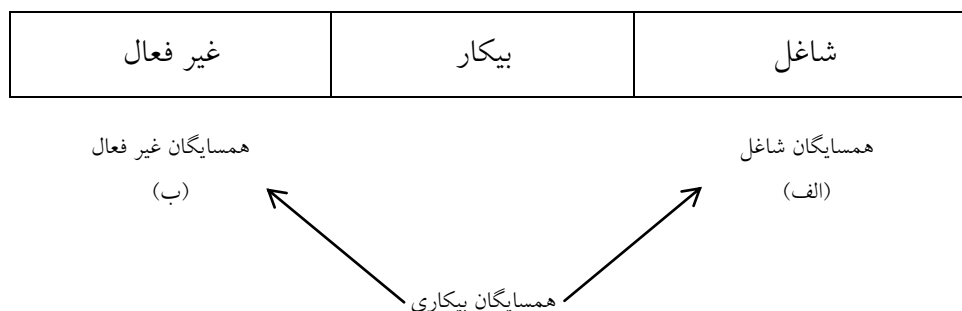 شاغل بیکار غیر فعال
همسایگان شاغل همسایگان غیر فعال
(الف) (ب)
همسایگان بیکاری